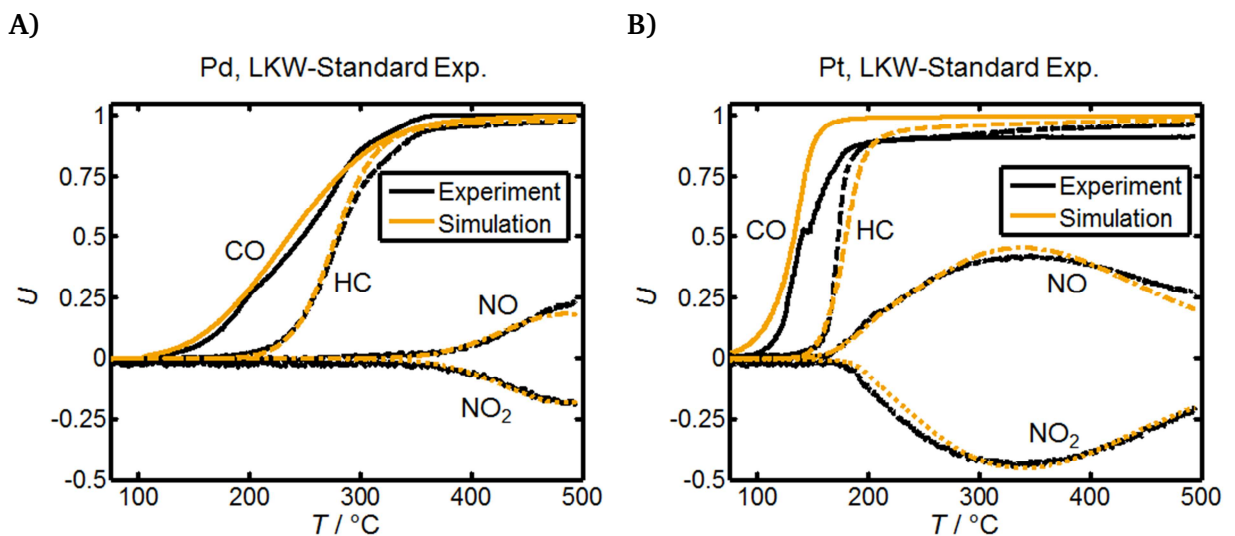 A)
Pd, LKW-Standard Exp.
1
0.75
0.5
0.25
0
-0.25
-0.5
U
Experiment
Simulation
CO
HC
NO
NO2
100
200
300
400
500
T / °C
B)
Pt, LKW-Standard Exp.
1
0.75
0.5
0.25
0
-0.25
-0.5
U
Experiment
Simulation
CO
HC
NO
NO2
100
200
300
400
500
T / °C